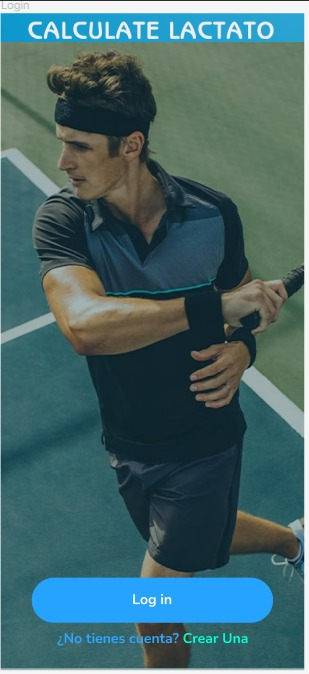 Login
CALCULATE LACTATO
Log in
¿No tienes cuenta? Crear Una